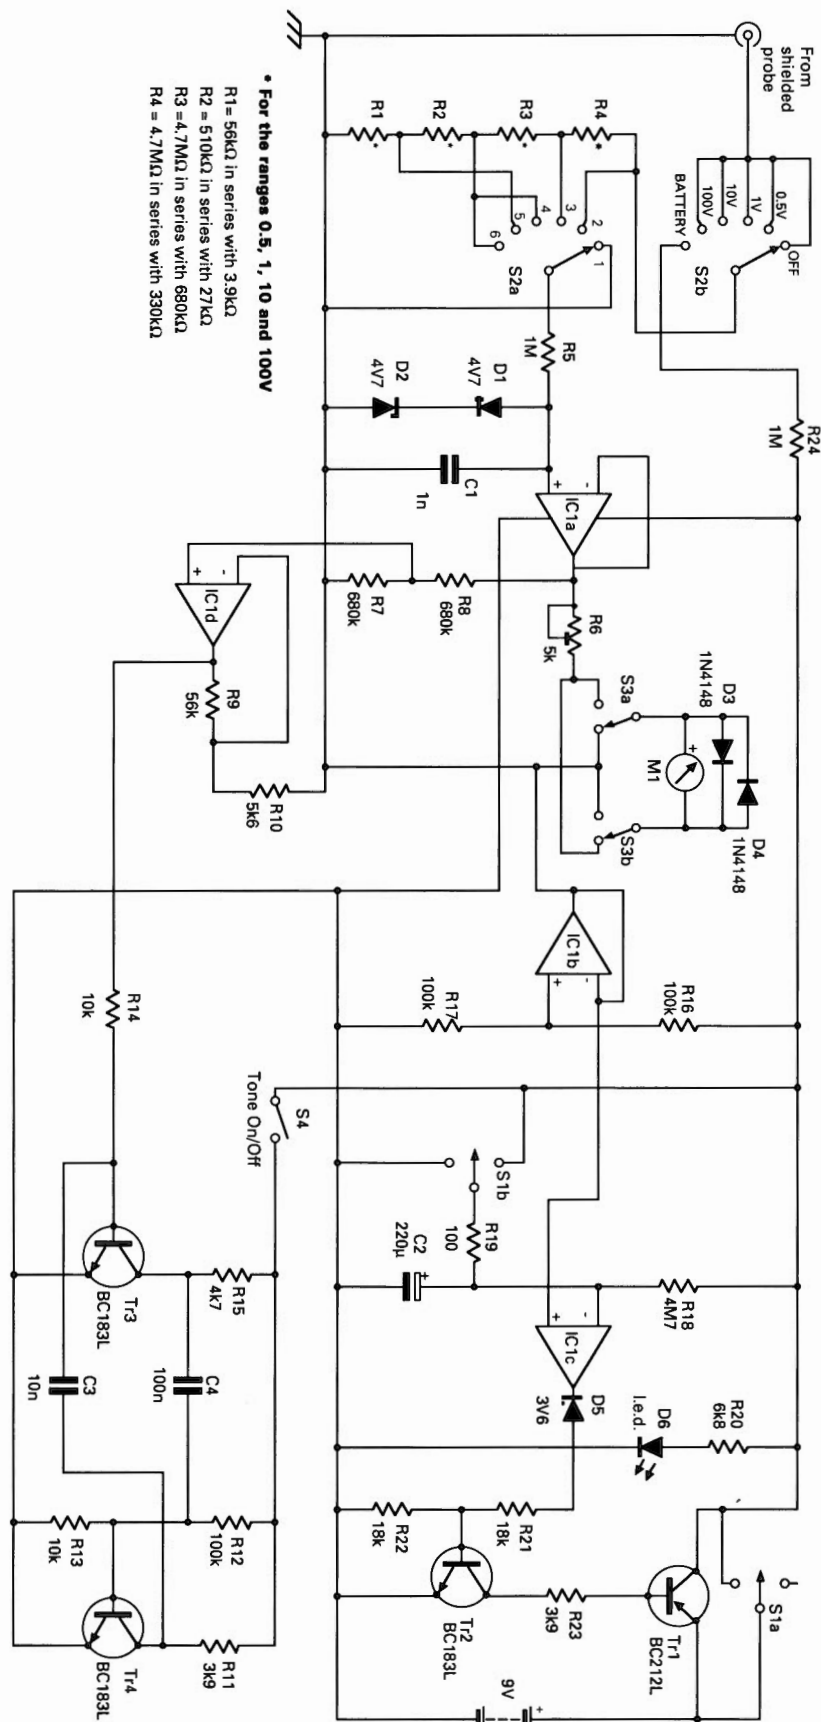 From
shielded
probe
OFF
0.5V
1V
10V
100V
BATTERY
S2b
R24
1M
R4
*
R3
*
R2
*
R1
*
1
2
3
4
5
6
S2a
R5
1M
D1
4V7
D2
4V7
C1
1n
+
-
IC1a
R8
680k
R7
680k
R6
5k
S3a
S3b
D3
1N4148
M1
+
D4
1N4148
+
-
IC1d
R9
56k
R10
5k6
IC1b
+
-
R16
100k
R17
100k
R14
10k
S4
Tone On/Off
S1b
R19
100
C2
220µ
+
R18
4M7
-
+
IC1c
D5
3V6
D6
l.e.d.
R20
6k8
R21
18k
R22
18k
Tr2
BC183L
R23
3k9
Tr1
BC212L
S1a
9V
+
R15
4k7
Tr3
BC183L
C4
100n
C3
10n
R12
100k
R13
10k
R11
3k9
Tr4
BC183L
* For the ranges 0.5, 1, 10 and 100V
R1= 56kΩ in series with 3.9kΩ
R2 = 510kΩ in series with 27kΩ
R3 =4.7MΩ in series with 680kΩ
R4 = 4.7MΩ in series with 330kΩ